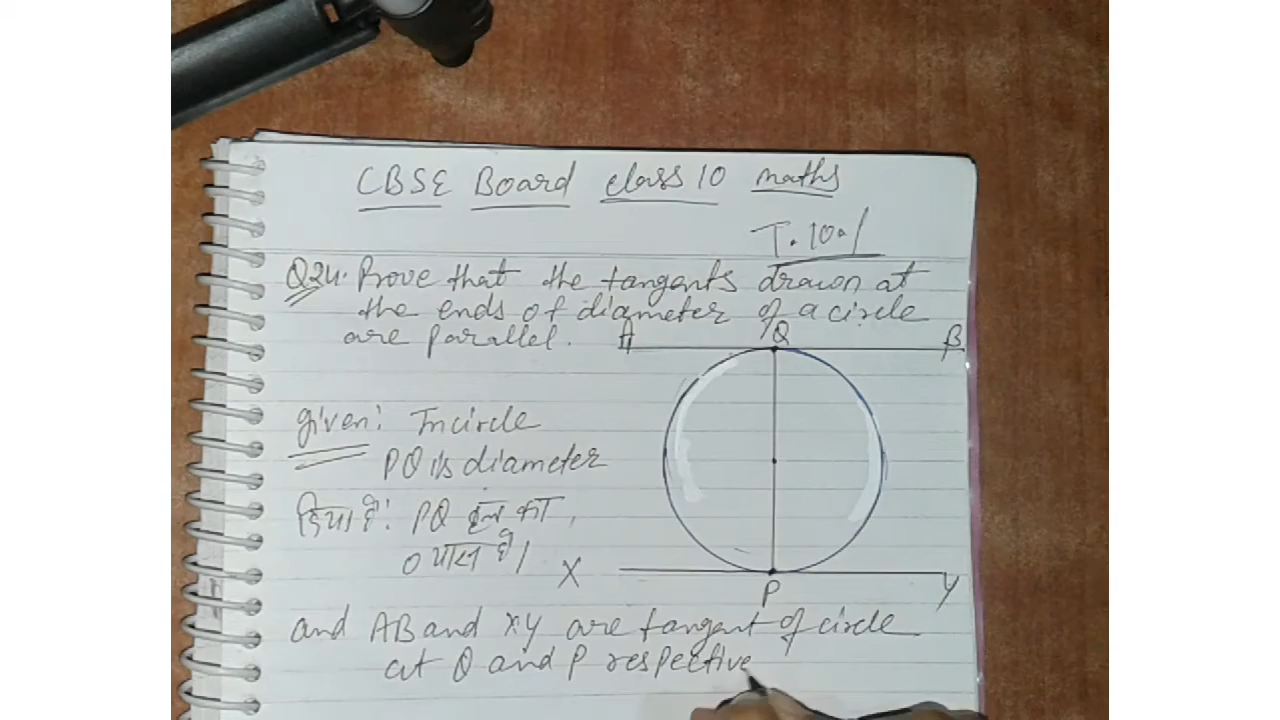 CBSE Board class 10 maths
T. 10.1
Q24. Prove that the tangents drawn at
the ends of diameter of a circle
are parallel.
A Q B
given: In circle
PQ is diameter
दिया है: PQ वृत्त का,
व्यास है।
X P Y
and AB and XY are tangent of circle
at Q and P respective